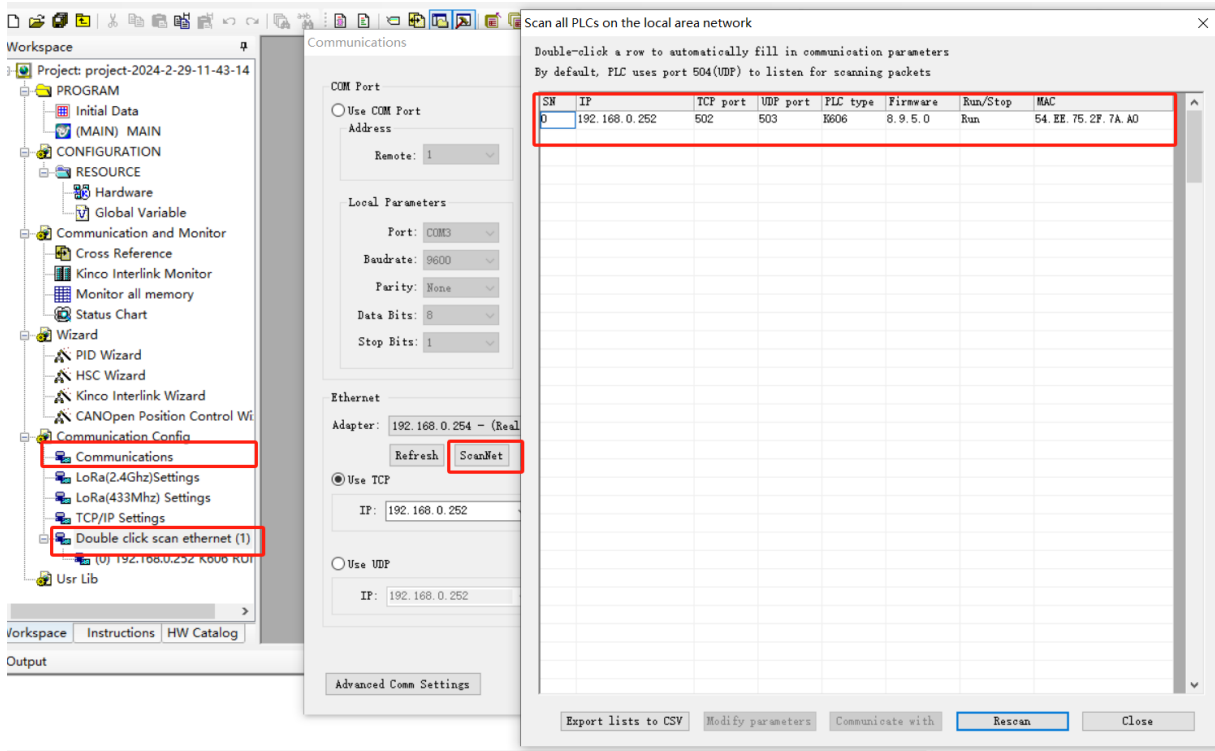 Workspace
Project: project-2024-2-29-11-43-14
PROGRAM
Initial Data
(MAIN) MAIN
CONFIGURATION
RESOURCE
Hardware
Global Variable
Communication and Monitor
Cross Reference
Kinco Interlink Monitor
Monitor all memory
Status Chart
Wizard
PID Wizard
HSC Wizard
Kinco Interlink Wizard
CANOpen Position Control Wi
Communication Config
Communications
LoRa(2.4Ghz)Settings
LoRa(433Mhz) Settings
TCP/IP Settings
Double click scan ethernet (1)
(0) 192.168.0.252 K606 RUI
Usr Lib
Workspace Instructions HW Catalog
Output
Communications
COM Port
Use COM Port
Address
Remote: 1
Local Parameters
Port: COM3
Baudrate: 9600
Parity: None
Data Bits: 8
Stop Bits: 1
Ethernet
Adapter: 192.168.0.254 - (Real
Refresh ScanNet
Use TCP
IP: 192.168.0.252
Use UDP
IP: 192.168.0.252
Advanced Comm Settings
Scan all PLCs on the local area network
Double-click a row to automatically fill in communication parameters
By default, PLC uses port 504(UDP) to listen for scanning packets
SN IP TCP port UDP port PLC type Firmware Run/Stop MAC
0 192.168.0.252 502 503 K606 8.9.5.0 Run 54.EE.75.2F.7A.A0
Export lists to CSV Modify parameters Communicate with Rescan Close